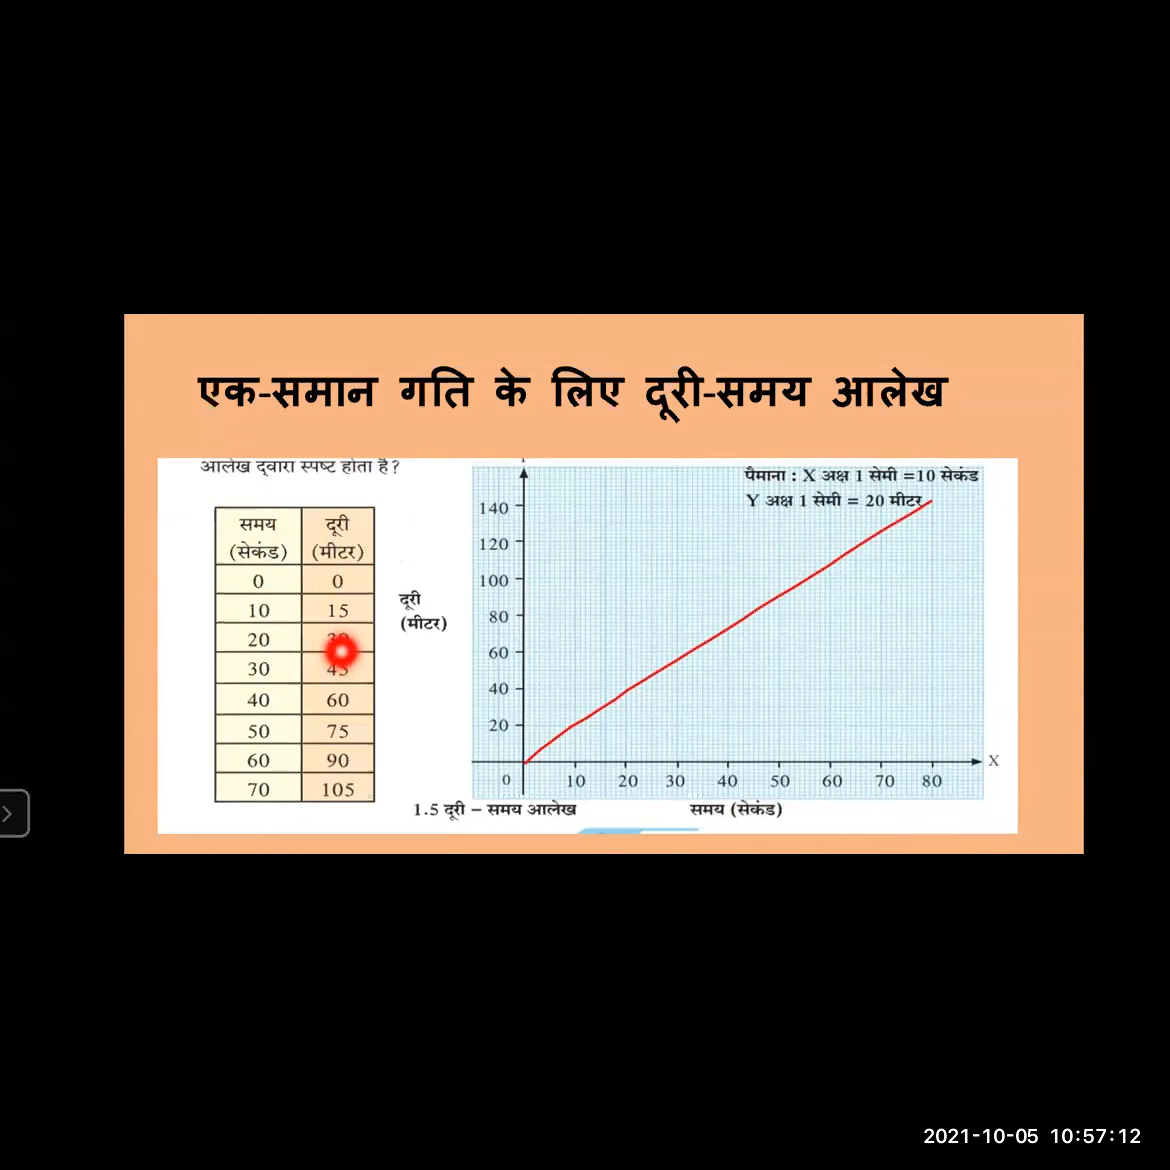 एक-समान गति के लिए दूरी-समय आलेख
आलेख द्वारा स्पष्ट होता है?
पैमाना : X अक्ष 1 सेमी =10 सेकंड
Y अक्ष 1 सेमी = 20 मीटर
समय दूरी
(सेकंड) (मीटर)
0 0
10 15
20
30 45
40 60
50 75
60 90
70 105
दूरी
(मीटर)
140
120
100
80
60
40
20
0 10 20 30 40 50 60 70 80
X
1.5 दूरी – समय आलेख समय (सेकंड)
2021-10-05 10:57:12